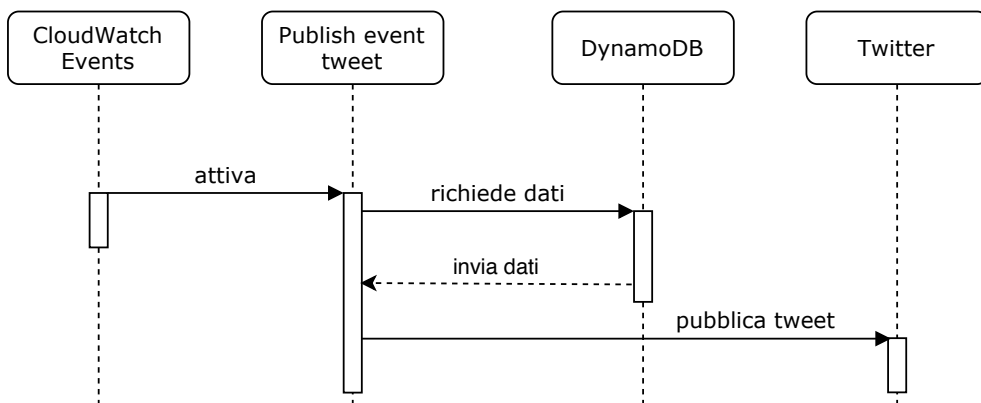 CloudWatch
Events
Publish event
tweet
DynamoDB
Twitter
attiva
richiede dati
invia dati
pubblica tweet